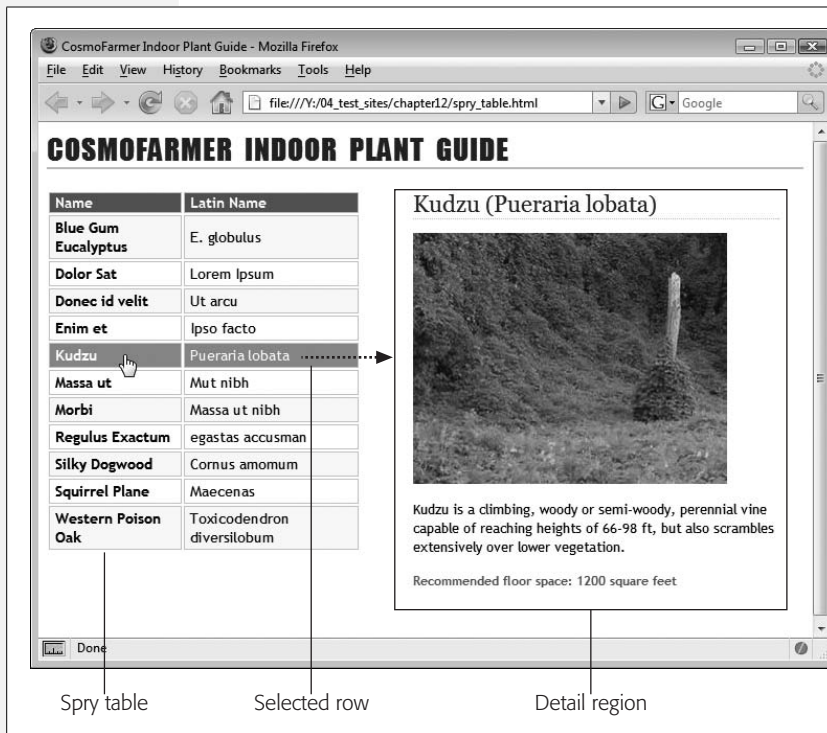 CosmoFarmer Indoor Plant Guide - Mozilla Firefox
File Edit View History Bookmarks Tools Help
file:///Y:/04_test_sites/chapter12/spry_table.html
G Google
COSMOFARMER INDOOR PLANT GUIDE
Name Latin Name
Blue Gum
Eucalyptus E. globulus
Dolor Sat Lorem Ipsum
Donec id velit Ut arcu
Enim et Ipso facto
Kudzu Pueraria lobata
Massa ut Mut nibh
Morbi Massa ut nibh
Regulus Exactum egastas accusman
Silky Dogwood Cornus amomum
Squirrel Plane Maecenas
Western Poison
Oak
Toxicodendron
diversilobum
Kudzu (Pueraria lobata)
Kudzu is a climbing, woody or semi-woody, perennial vine
capable of reaching heights of 66-98 ft, but also scrambles
extensively over lower vegetation.
Recommended floor space: 1200 square feet
Done
Spry table
Selected row
Detail region